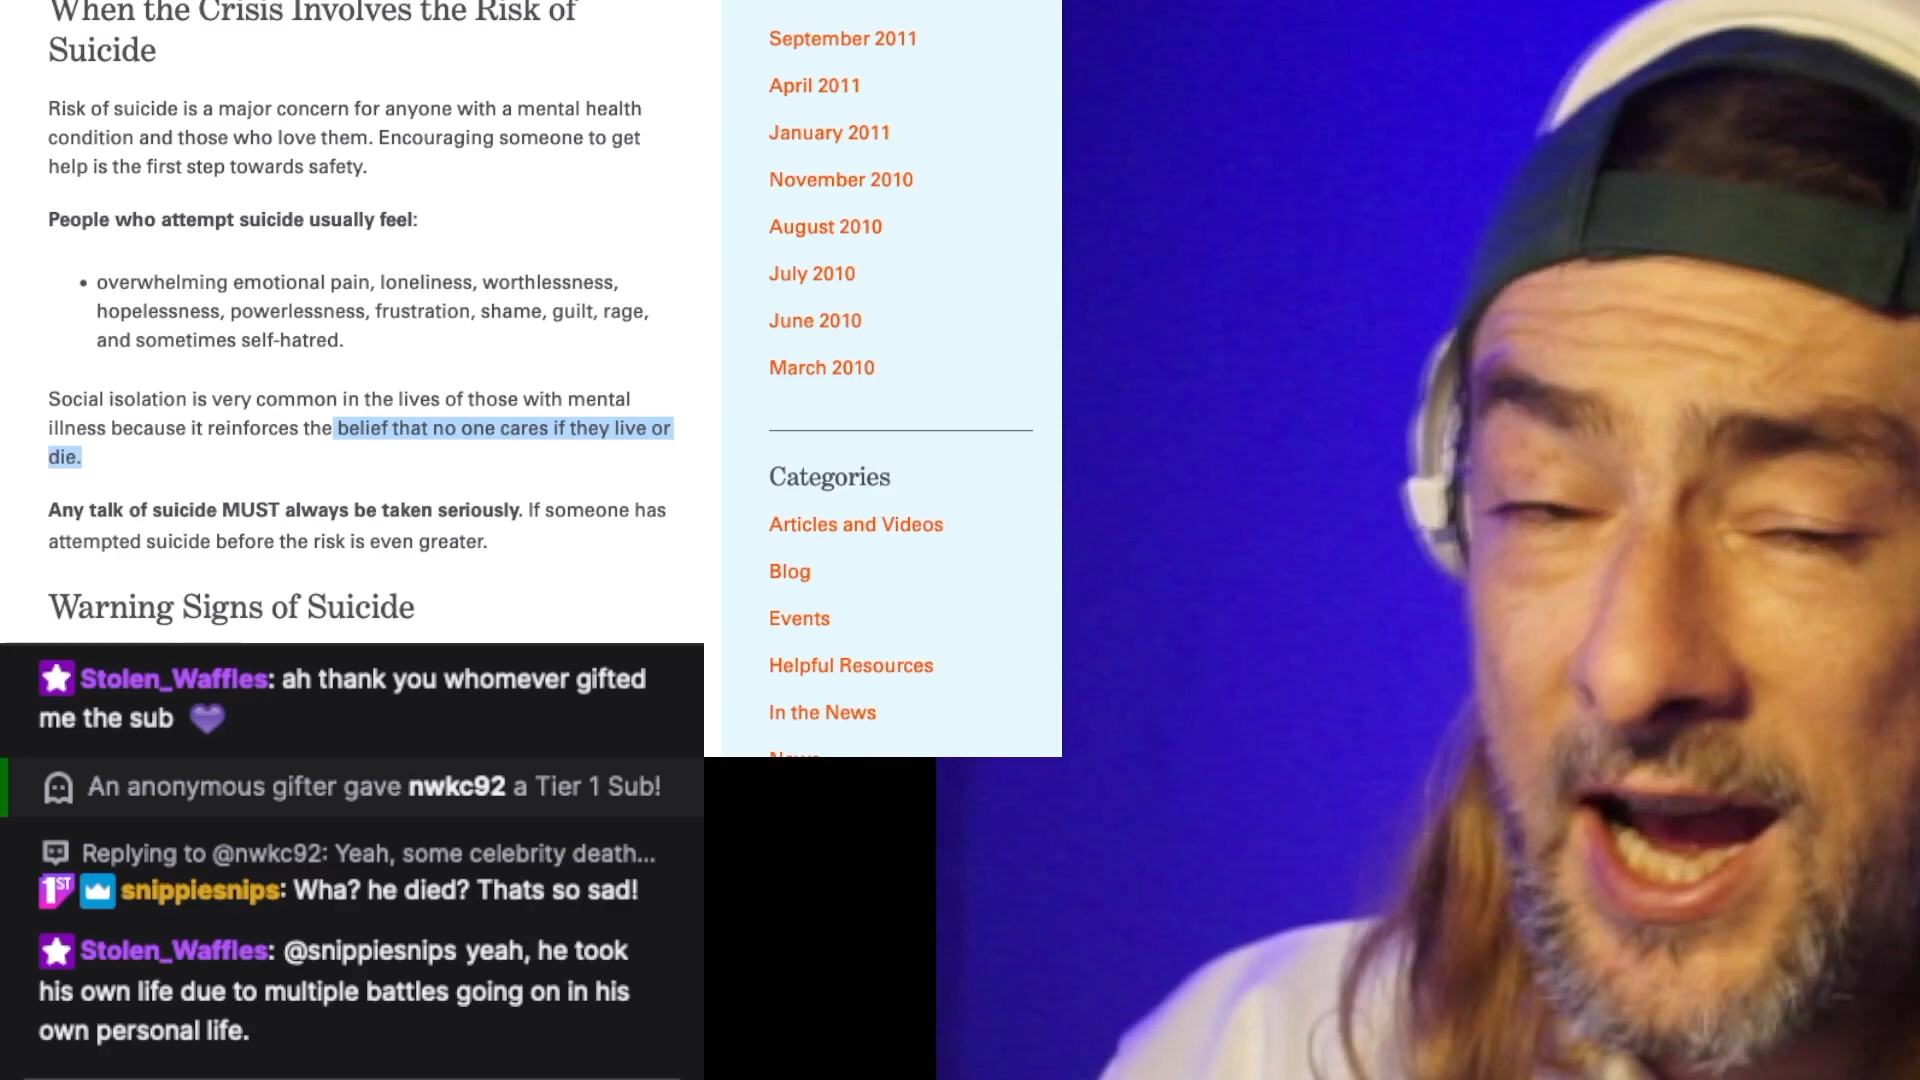 When the Crisis Involves the Risk of
Suicide
Risk of suicide is a major concern for anyone with a mental health
condition and those who love them. Encouraging someone to get
help is the first step towards safety.
People who attempt suicide usually feel:
• overwhelming emotional pain, loneliness, worthlessness,
hopelessness, powerlessness, frustration, shame, guilt, rage,
and sometimes self-hatred.
Social isolation is very common in the lives of those with mental
illness because it reinforces the belief that no one cares if they live or
die.
Any talk of suicide MUST always be taken seriously. If someone has
attempted suicide before the risk is even greater.
Warning Signs of Suicide
September 2011
April 2011
January 2011
November 2010
August 2010
July 2010
June 2010
March 2010
Categories
Articles and Videos
Blog
Events
Helpful Resources
In the News
Stolen_Waffles: ah thank you whomever gifted
me the sub 💜
An anonymous gifter gave nwkc92 a Tier 1 Sub!
Replying to @nwkc92: Yeah, some celebrity death...
1ST snippiesnips: Wha? he died? Thats so sad!
Stolen_Waffles: @snippiesnips yeah, he took
his own life due to multiple battles going on in his
own personal life.